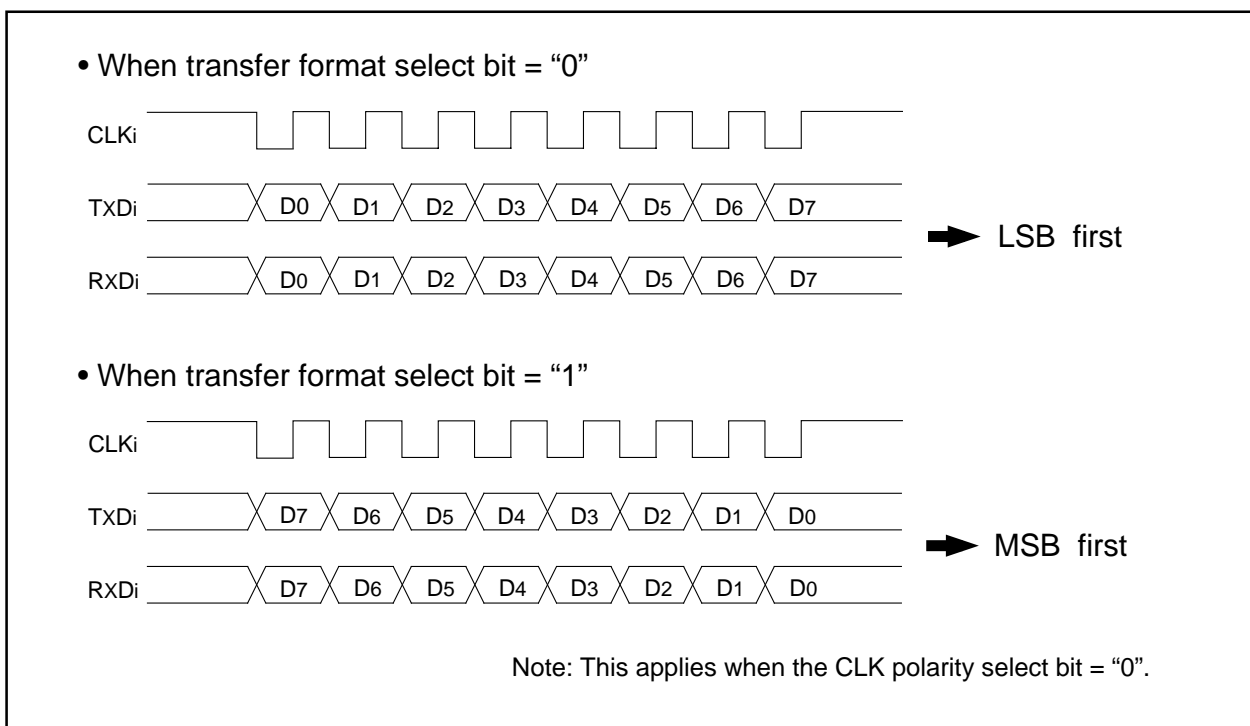 • When transfer format select bit = “0”
CLKi
TXDi D0 D1 D2 D3 D4 D5 D6 D7
RXDi D0 D1 D2 D3 D4 D5 D6 D7
LSB first
• When transfer format select bit = “1”
CLKi
TXDi D7 D6 D5 D4 D3 D2 D1 D0
RXDi D7 D6 D5 D4 D3 D2 D1 D0
MSB first
Note: This applies when the CLK polarity select bit = “0”.